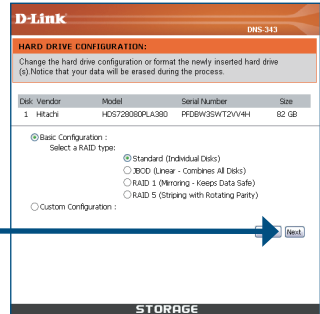 D-Link
DNS-343
HARD DRIVE CONFIGURATION:
Change the hard drive configuration or format the newly inserted hard drive
(s).Notice that your data will be erased during the process.
Disk Vendor Model Serial Number Size
1 Hitachi HDS728080PLA380 PFDBW3SWT2VV4H 82 GB
Basic Configuration :
Select a RAID type:
Standard (Individual Disks)
JBOD (Linear - Combines All Disks)
RAID 1 (Mirroring - Keeps Data Safe)
RAID 5 (Striping with Rotating Parity)
Custom Configuration :
Next
STORAGE